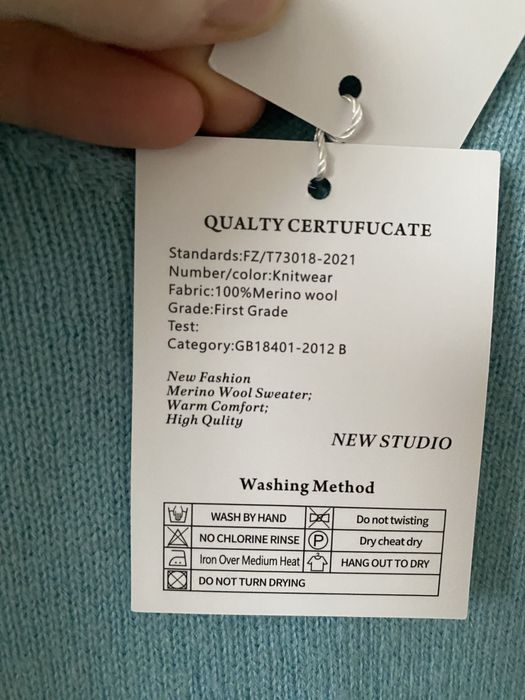 QUALTY CERTUFUCATE
Standards:FZ/T73018-2021
Number/color:Knitwear
Fabric:100%Merino wool
Grade:First Grade
Test:
Category:GB18401-2012 B
New Fashion
Merino Wool Sweater;
Warm Comfort;
High Qulity
NEW STUDIO
Washing Method
WASH BY HAND
Do not twisting
NO CHLORINE RINSE
P
Dry cheat dry
Iron Over Medium Heat
HANG OUT TO DRY
DO NOT TURN DRYING